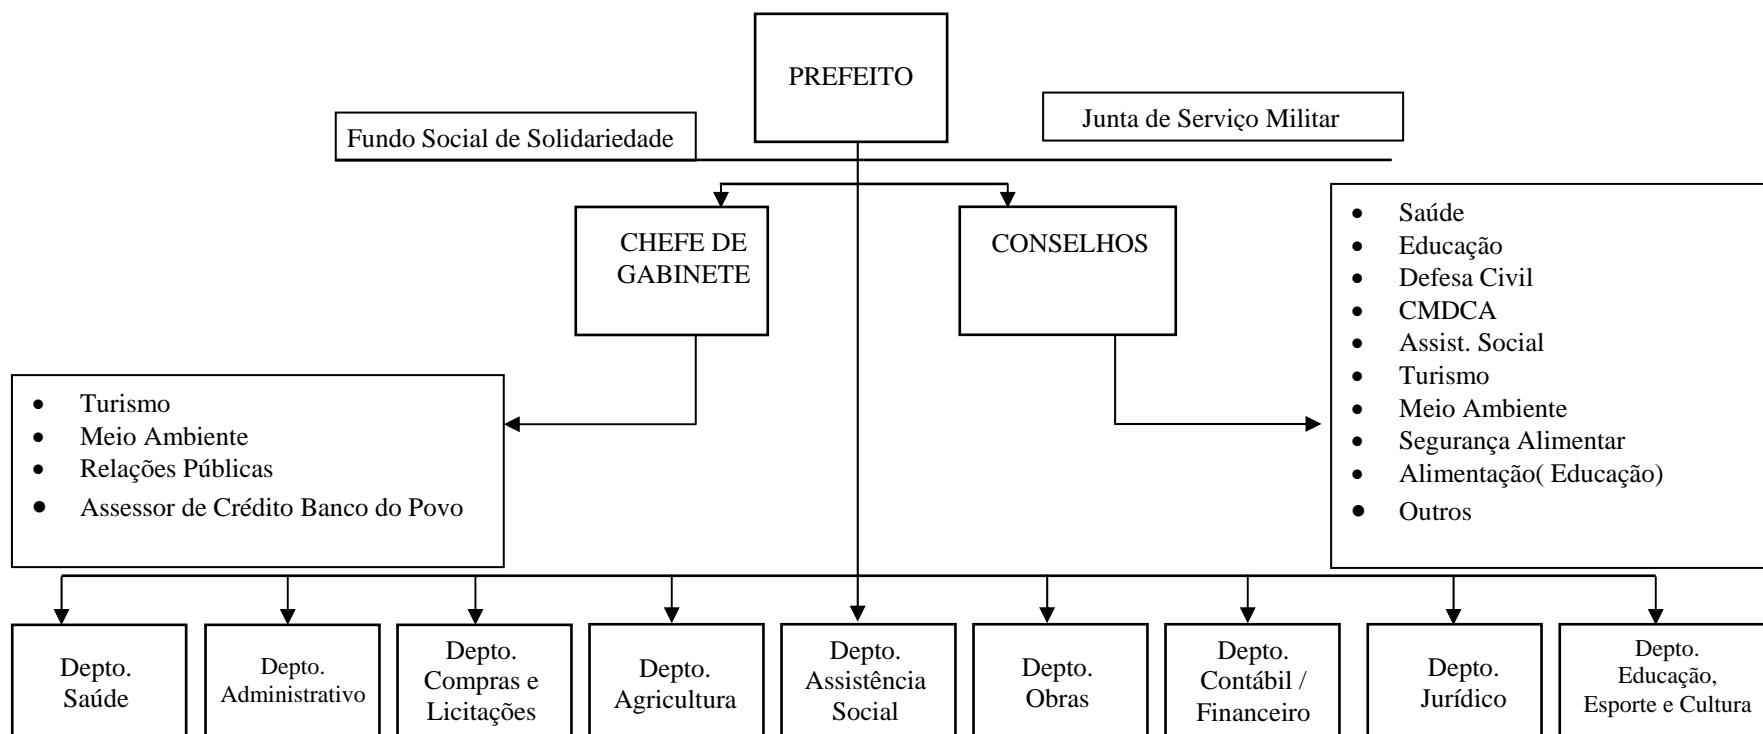 PREFEITO
Fundo Social de Solidariedade
Junta de Serviço Militar
CHEFE DE
GABINETE
CONSELHOS
• Saúde
• Educação
• Defesa Civil
• CMDCA
• Assist. Social
• Turismo
• Meio Ambiente
• Segurança Alimentar
• Alimentação( Educação)
• Outros
• Turismo
• Meio Ambiente
• Relações Públicas
• Assessor de Crédito Banco do Povo
Depto.
Saúde
Depto.
Administrativo
Depto.
Compras e
Licitações
Depto.
Agricultura
Depto.
Assistência
Social
Depto.
Obras
Depto.
Contábil /
Financeiro
Depto.
Jurídico
Depto.
Educação,
Esporte e Cultura